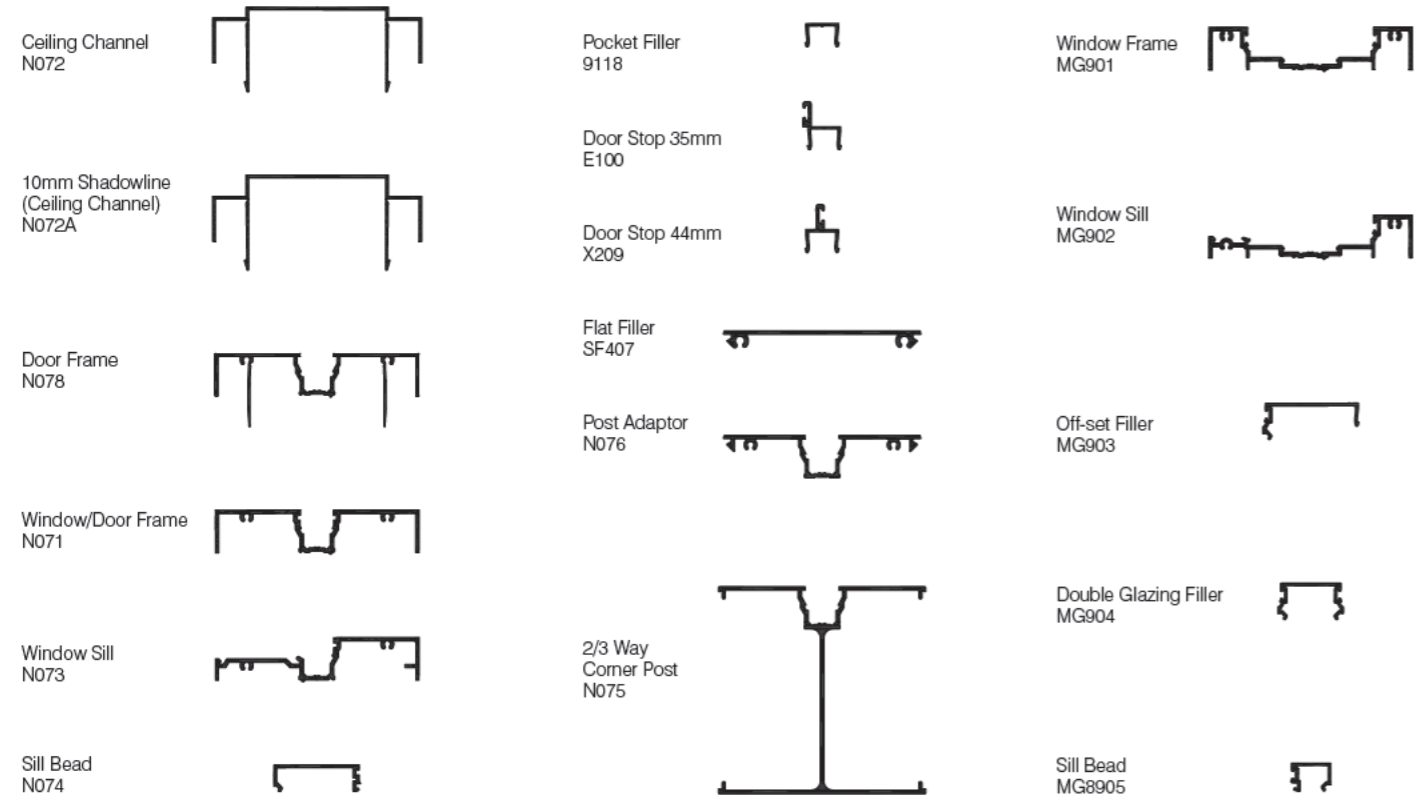 Ceiling Channel
N072
10mm Shadowline
(Ceiling Channel)
N072A
Door Frame
N078
Window/Door Frame
N071
Window Sill
N073
Sill Bead
N074
Pocket Filler
9118
Door Stop 35mm
E100
Door Stop 44mm
X209
Flat Filler
SF407
Post Adaptor
N076
2/3 Way
Corner Post
N075
Window Frame
MG901
Window Sill
MG902
Off-set Filler
MG903
Double Glazing Filler
MG904
Sill Bead
MG8905